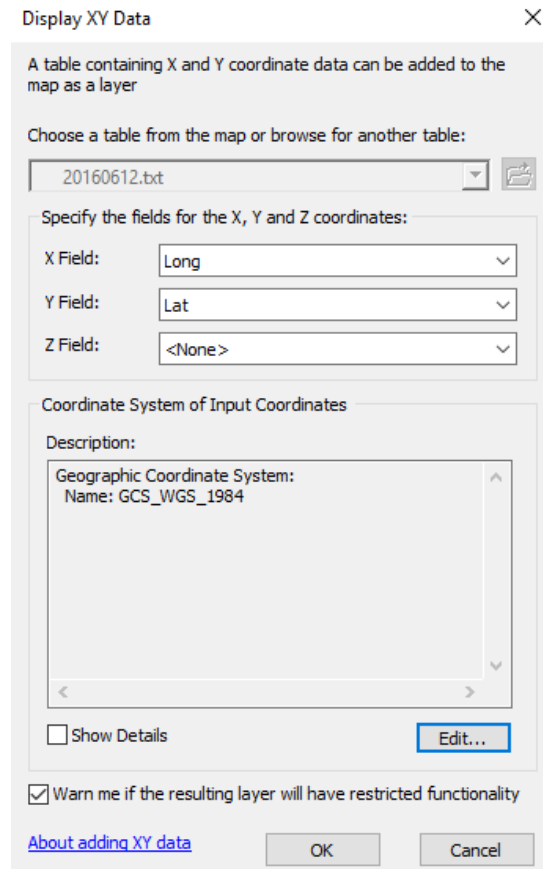 Display XY Data
A table containing X and Y coordinate data can be added to the
map as a layer
Choose a table from the map or browse for another table:
20160612.txt
Specify the fields for the X, Y and Z coordinates:
X Field:
Long
Y Field:
Lat
Z Field:
<None>
Coordinate System of Input Coordinates
Description:
Geographic Coordinate System:
Name: GCS_WGS_1984
Show Details
Edit...
Warn me if the resulting layer will have restricted functionality
About adding XY data
OK
Cancel